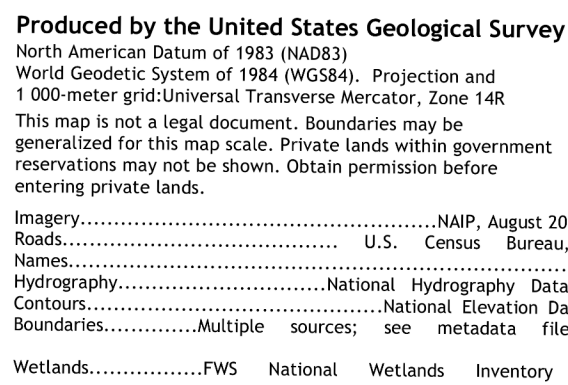 Produced by the United States Geological Survey
North American Datum of 1983 (NAD83)
World Geodetic System of 1984 (WGS84).  Projection and
1 000-meter grid:Universal Transverse Mercator, Zone 14R
This map is not a legal document. Boundaries may be
generalized for this map scale. Private lands within government
reservations may not be shown. Obtain permission before
entering private lands.
Imagery.....................................................NAIP, August 20
Roads......................................... U.S. Census Bureau,
Names...........................................................................
Hydrography...............................National Hydrography Data
Contours............................................National Elevation Da
Boundaries..............Multiple sources; see metadata file
Wetlands.................FWS National Wetlands Inventory